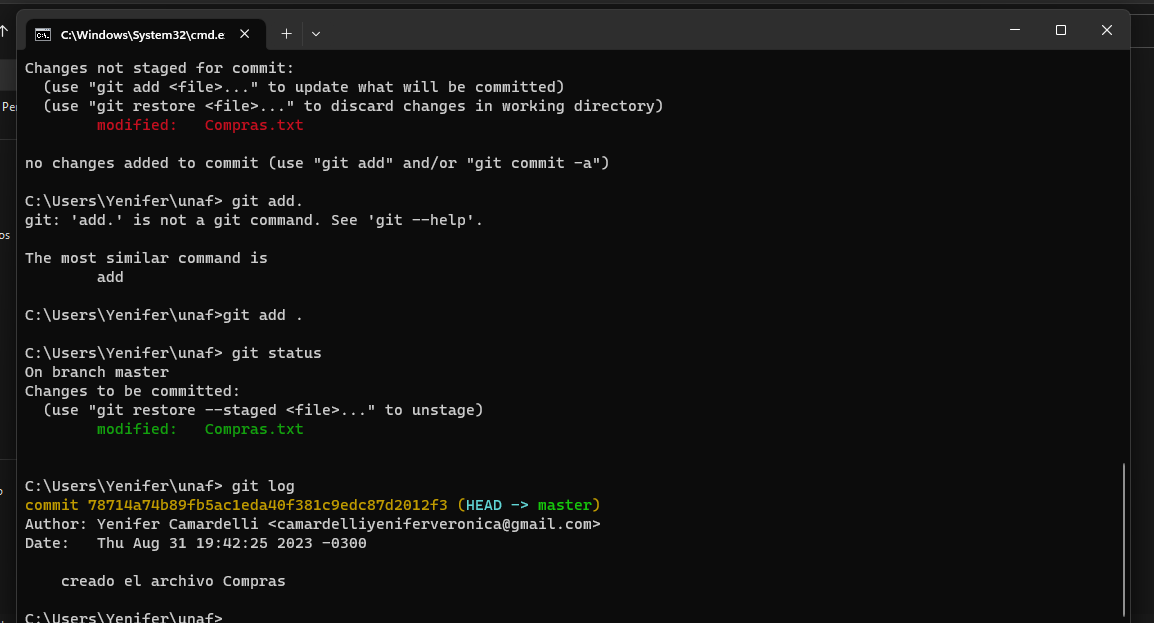 C:\Windows\System32\cmd.e
Pe
os
Changes not staged for commit:
(use "git add <file>..." to update what will be committed)
(use "git restore <file>..." to discard changes in working directory)
modified:   Compras.txt
no changes added to commit (use "git add" and/or "git commit -a")
C:\Users\Yenifer\unaf> git add.
git: 'add.' is not a git command. See 'git --help'.
The most similar command is
add
C:\Users\Yenifer\unaf>git add .
C:\Users\Yenifer\unaf> git status
On branch master
Changes to be committed:
(use "git restore --staged <file>..." to unstage)
modified:   Compras.txt
C:\Users\Yenifer\unaf> git log
commit 78714a74b89fb5ac1eda40f381c9edc87d2012f3 (HEAD -> master)
Author: Yenifer Camardelli <camardelliyeniferveronica@gmail.com>
Date:   Thu Aug 31 19:42:25 2023 -0300
creado el archivo Compras
C:\Users\Yenifer\unaf>